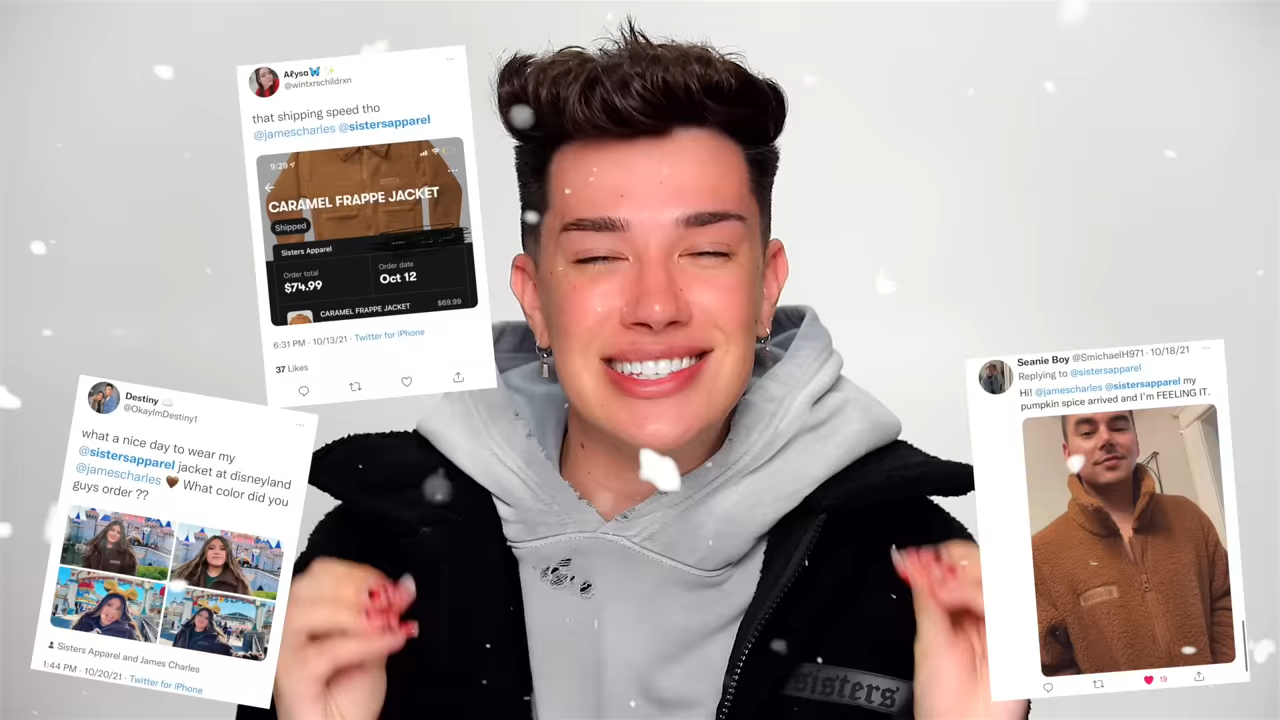 Alysa🦋 ✨
@wintxrschildrxn
that shipping speed tho
@jamescharles @sistersapparel
9:29
CARAMEL FRAPPE JACKET
Shipped
Sisters Apparel
Order total
$74.99
Order date
Oct 12
CARAMEL FRAPPE JACKET
$69.99
6:31 PM · 10/13/21 · Twitter for iPhone
37 Likes
Destiny ☁️
@OkayImDestiny1
what a nice day to wear my
@sistersapparel jacket at disneyland
@jamescharles 🤎 What color did you
guys order ??
Sisters Apparel and James Charles
1:44 PM · 10/20/21 · Twitter for iPhone
Seanie Boy @SmichaelH971 · 10/18/21
Replying to @sistersapparel
Hi! @jamescharles @sistersapparel my
pumpkin spice arrived and I'm FEELING IT.
19
sisters